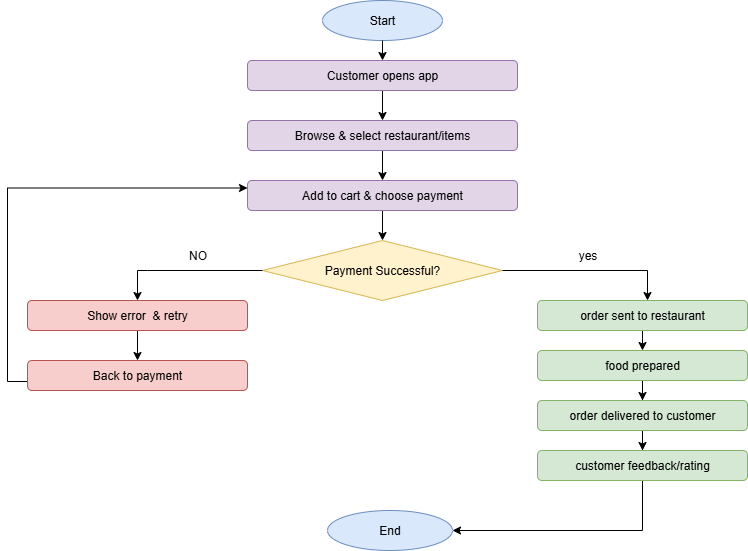 Start
Customer opens app
Browse & select restaurant/items
Add to cart & choose payment
Payment Successful?
NO
yes
Show error & retry
Back to payment
order sent to restaurant
food prepared
order delivered to customer
customer feedback/rating
End